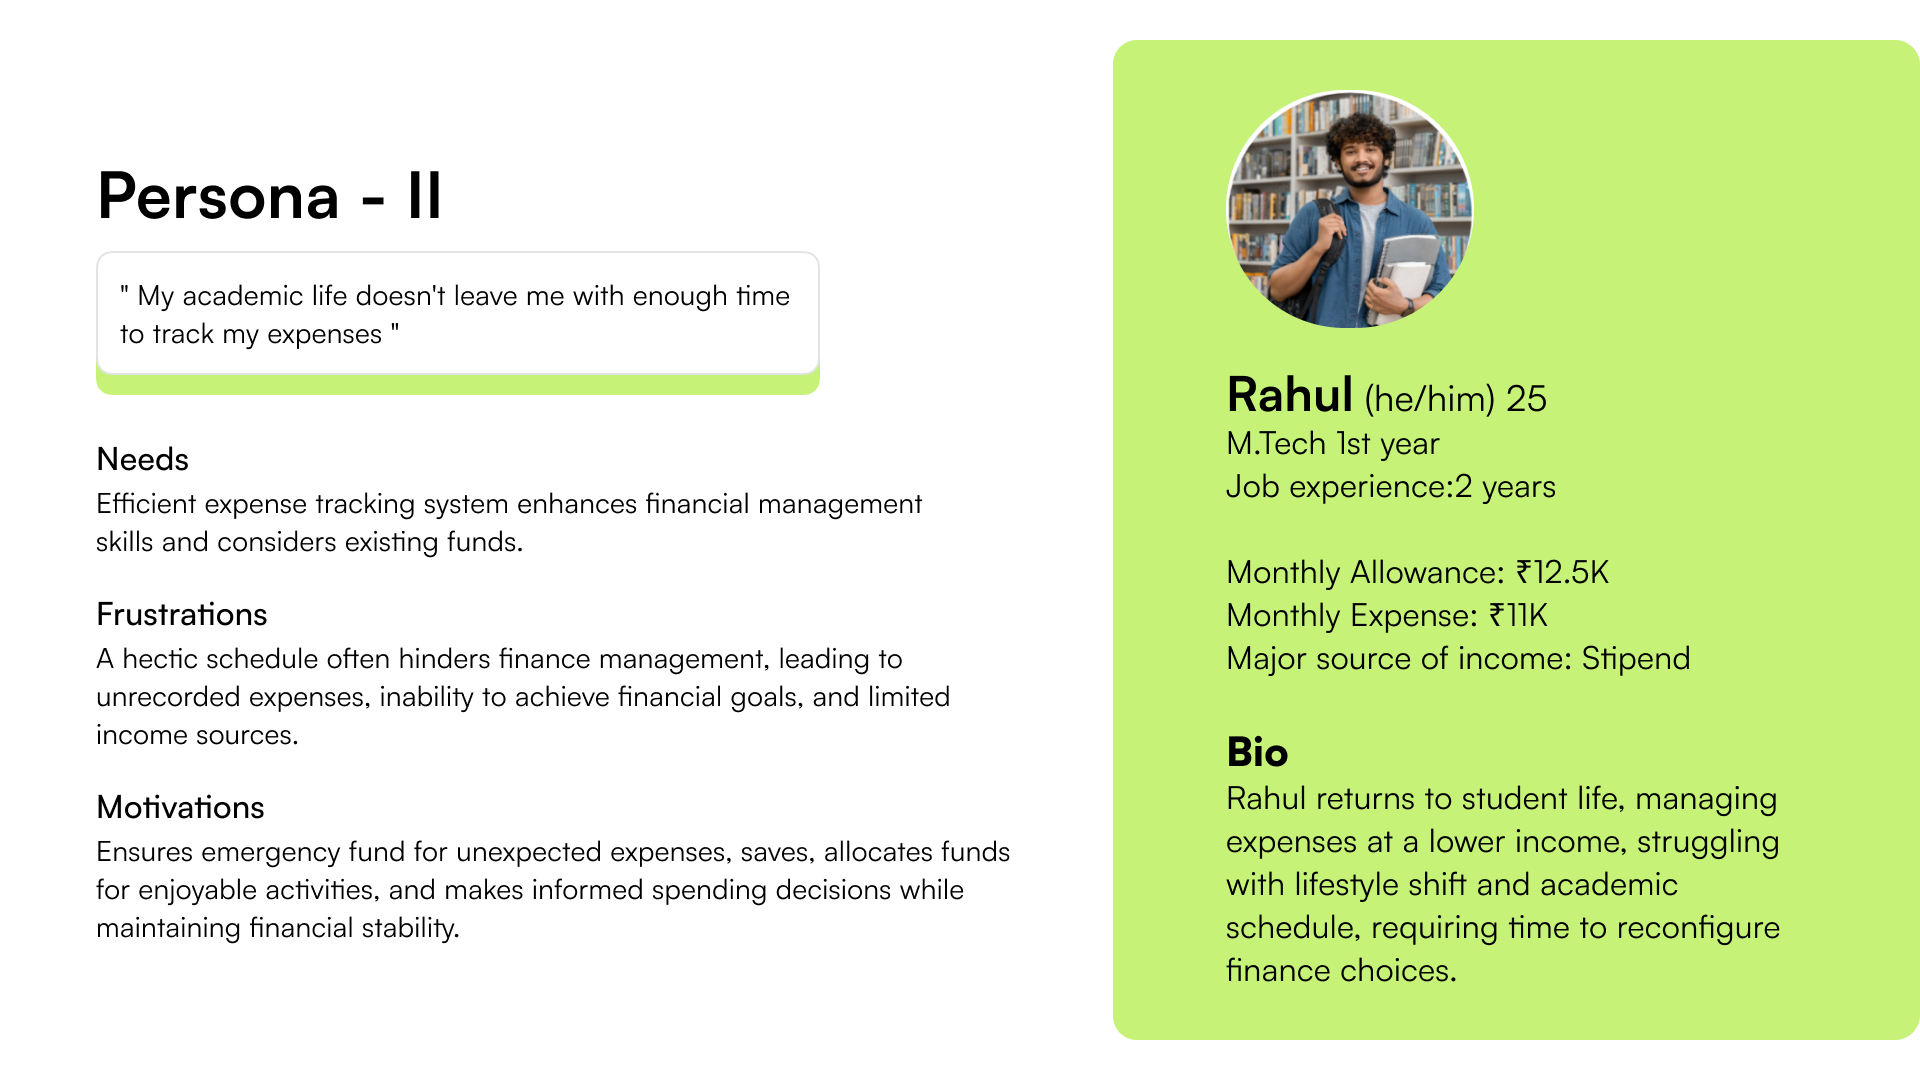 Persona - II
" My academic life doesn't leave me with enough time
to track my expenses "
Needs
Efficient expense tracking system enhances financial management
skills and considers existing funds.
Frustrations
A hectic schedule often hinders finance management, leading to
unrecorded expenses, inability to achieve financial goals, and limited
income sources.
Motivations
Ensures emergency fund for unexpected expenses, saves, allocates funds
for enjoyable activities, and makes informed spending decisions while
maintaining financial stability.
Rahul (he/him) 25
M.Tech 1st year
Job experience:2 years
Monthly Allowance: ₹12.5K
Monthly Expense: ₹11K
Major source of income: Stipend
Bio
Rahul returns to student life, managing
expenses at a lower income, struggling
with lifestyle shift and academic
schedule, requiring time to reconfigure
finance choices.